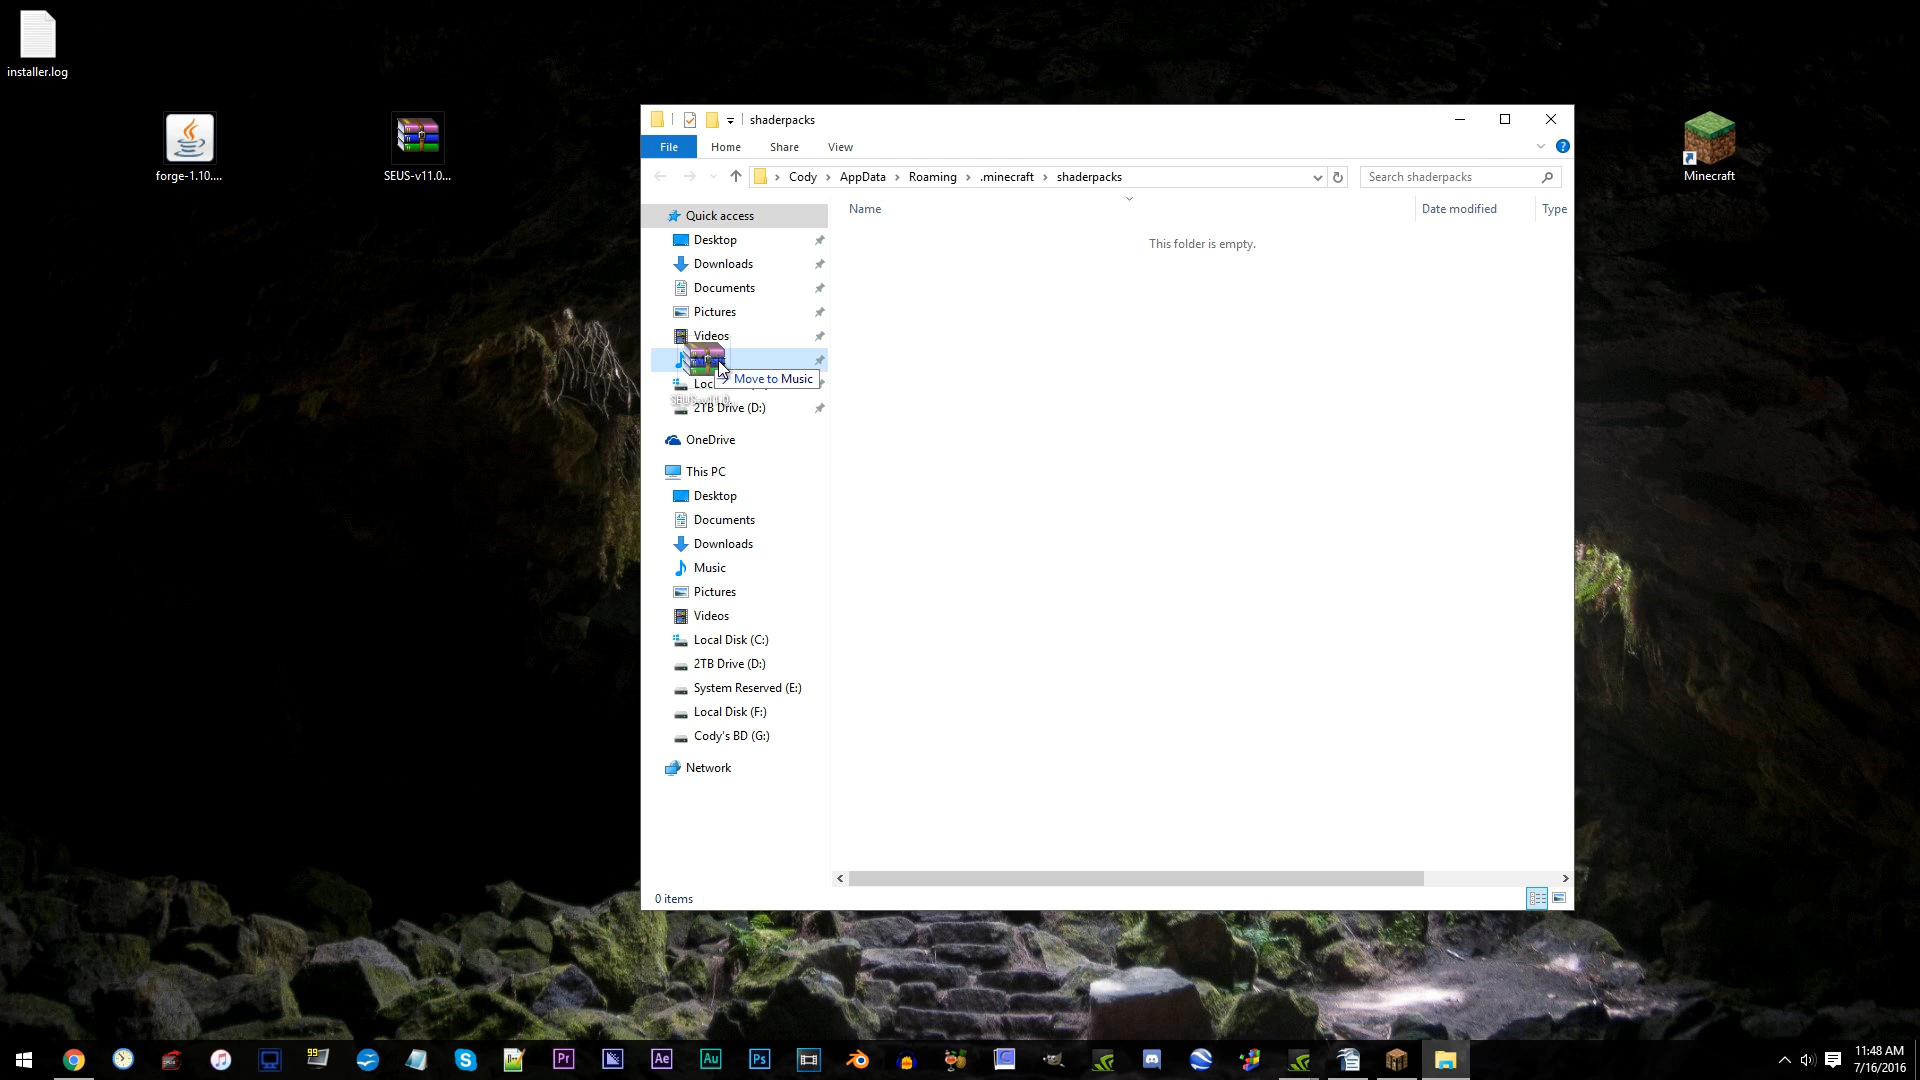 installer.log
forge-1.10....
SEUS-v11.0...
Minecraft
shaderpacks
File
Home
Share
View
Cody
AppData
Roaming
.minecraft
shaderpacks
Search shaderpacks
Name
Date modified
Type
This folder is empty.
Quick access
Desktop
Downloads
Documents
Pictures
Videos
Move to Music
2TB Drive (D:)
OneDrive
This PC
Desktop
Documents
Downloads
Music
Pictures
Videos
Local Disk (C:)
2TB Drive (D:)
System Reserved (E:)
Local Disk (F:)
Cody's BD (G:)
Network
0 items
99
Pr
Ae
Au
Ps
11:48 AM
7/16/2016